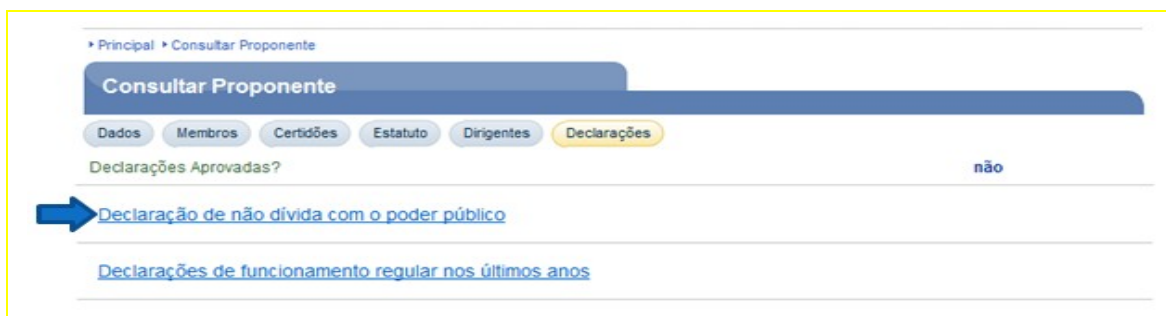 Principal Consultar Proponente
Consultar Proponente
Dados Membros Certidões Estatuto Dirigentes Declarações
Declarações Aprovadas? não
Declaração de não dívida com o poder público
Declarações de funcionamento regular nos últimos anos